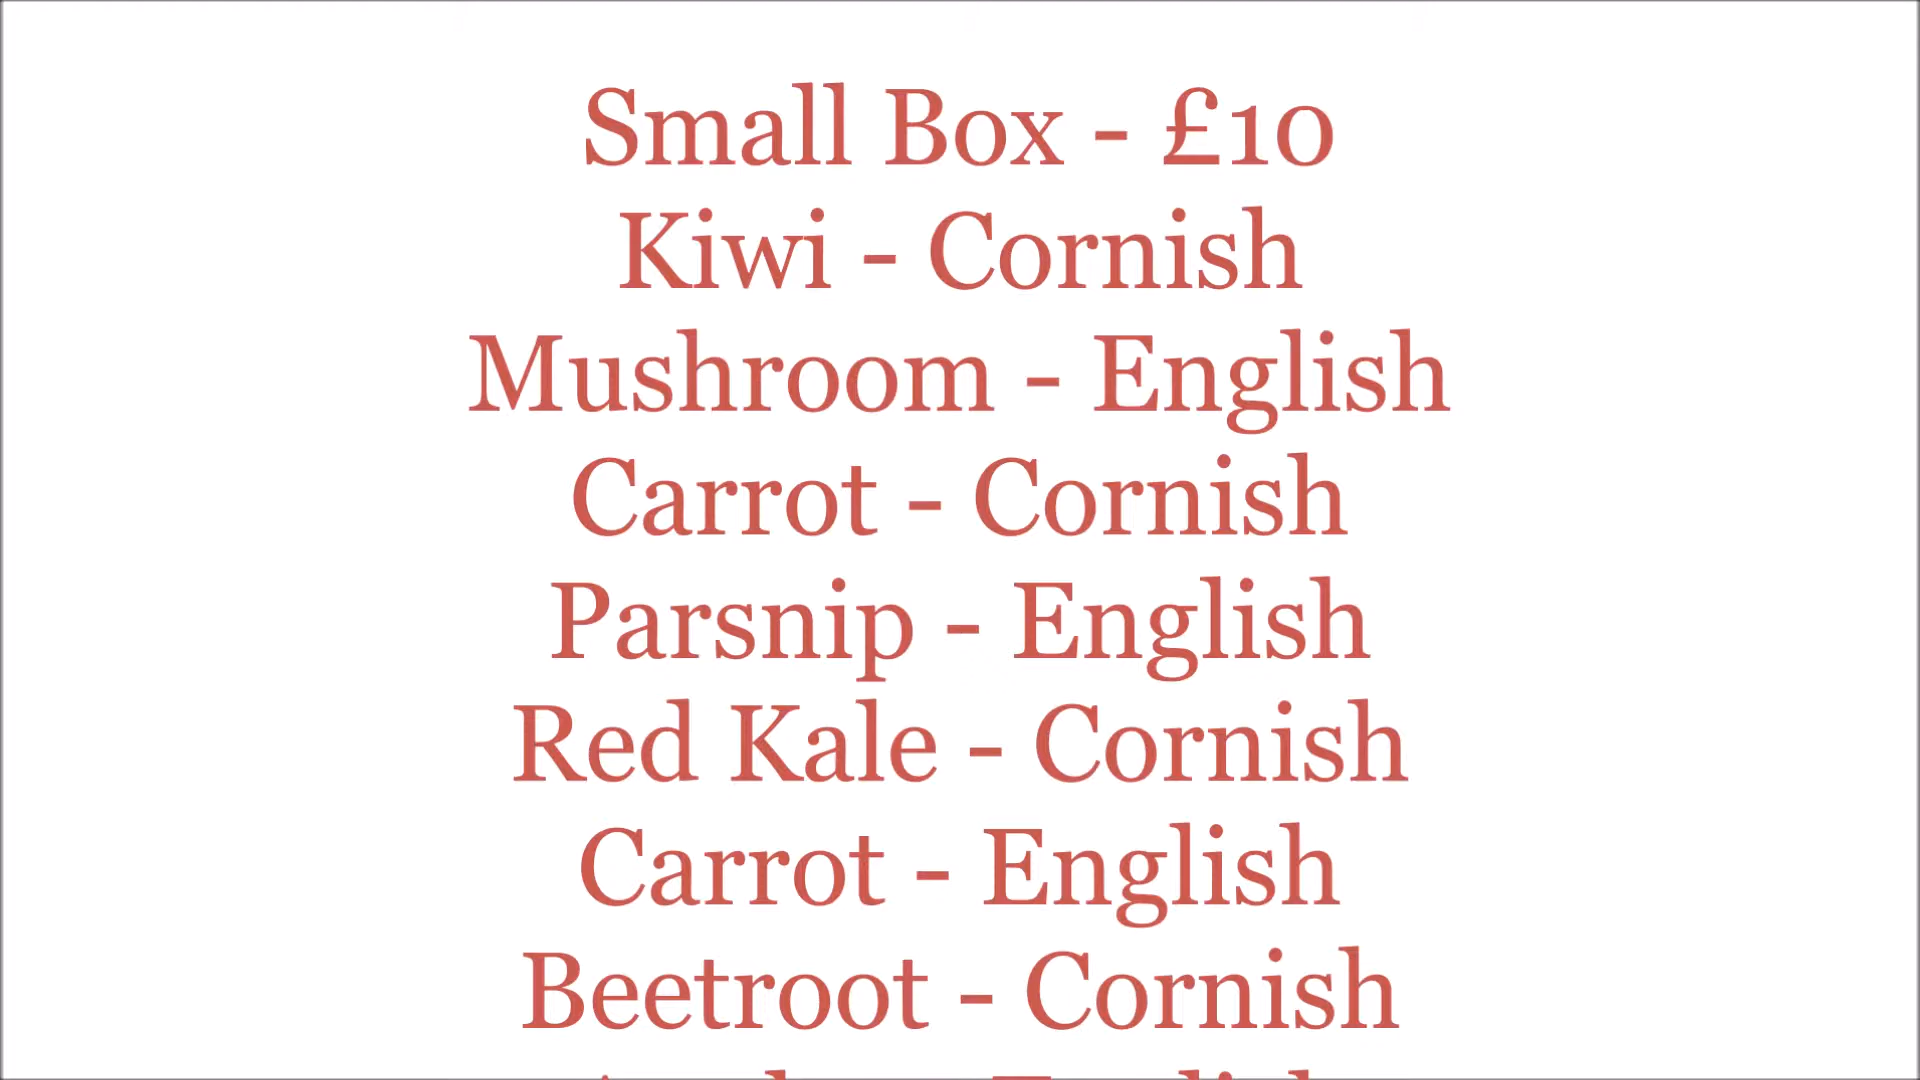 Small Box - £10
Kiwi - Cornish
Mushroom - English
Carrot - Cornish
Parsnip - English
Red Kale - Cornish
Carrot - English
Beetroot - Cornish